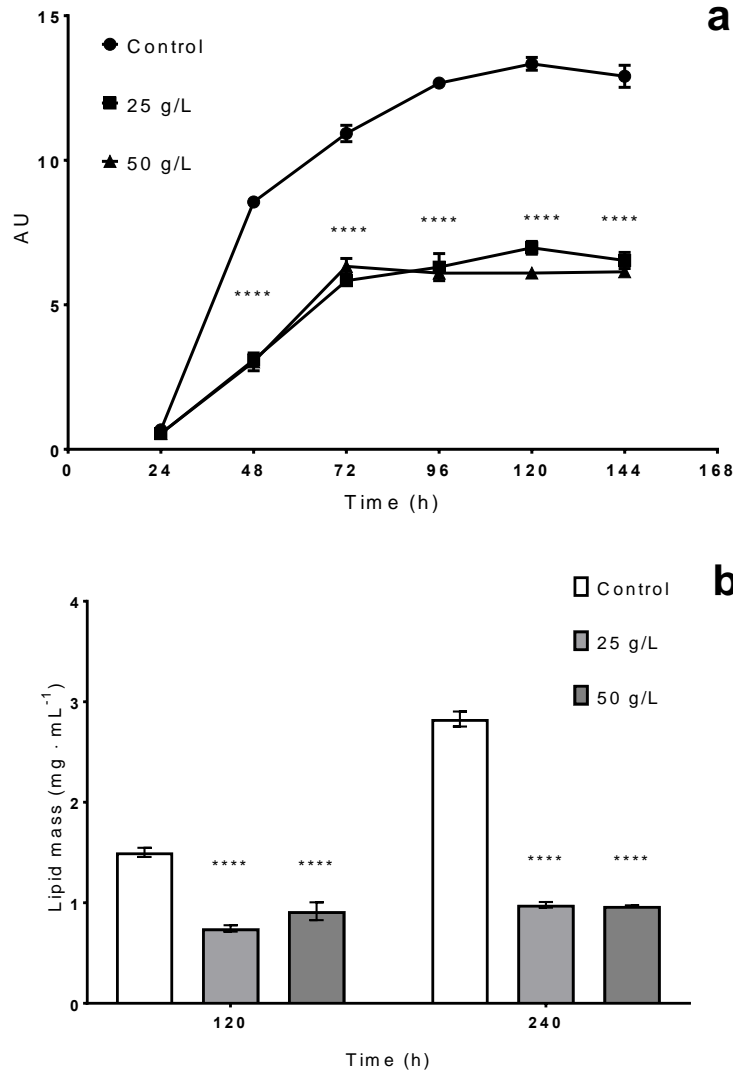 a
15
10
5
0
AU
Control
25 g/L
50 g/L
****
****
****
****
****
0 24 48 72 96 120 144 168
Time (h)
b
4
3
2
1
0
Lipid mass (mg · mL⁻¹)
Control
25 g/L
50 g/L
**** ****
**** ****
120 240
Time (h)